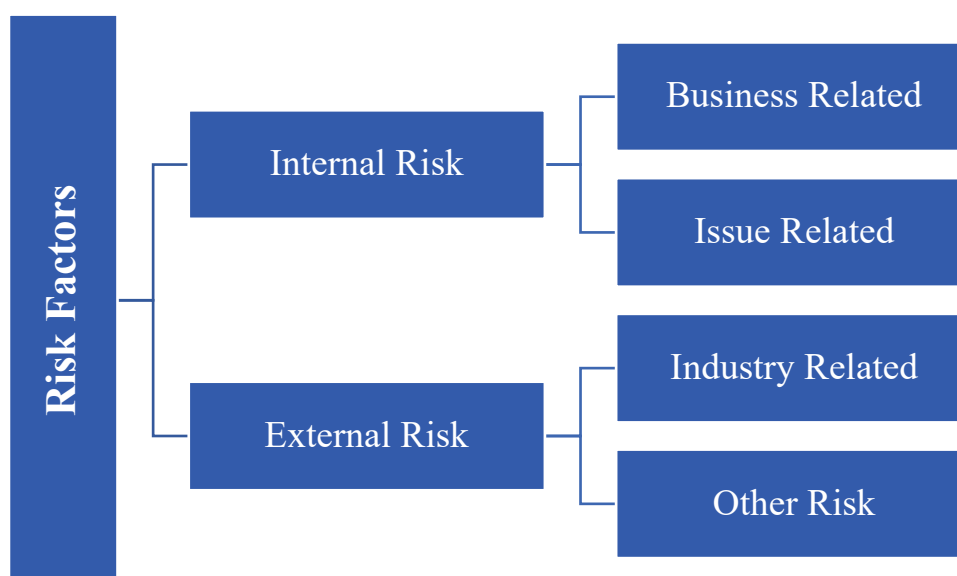 Risk Factors
Internal Risk
Business Related
Issue Related
External Risk
Industry Related
Other Risk